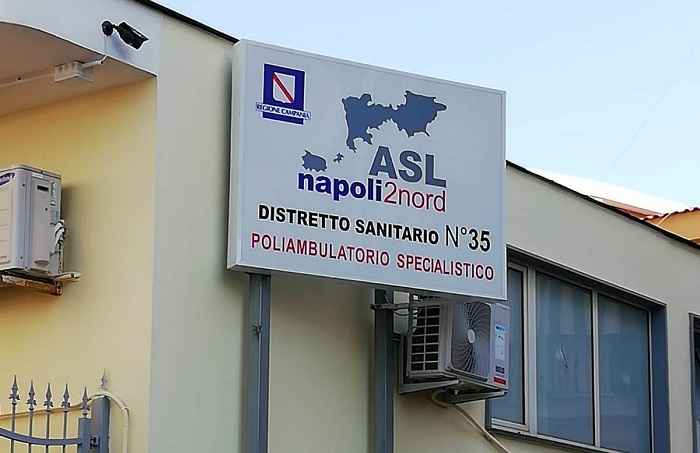 REGIONE CAMPANIA
ASL
napoli2nord
DISTRETTO SANITARIO N°35
POLIAMBULATORIO SPECIALISTICO